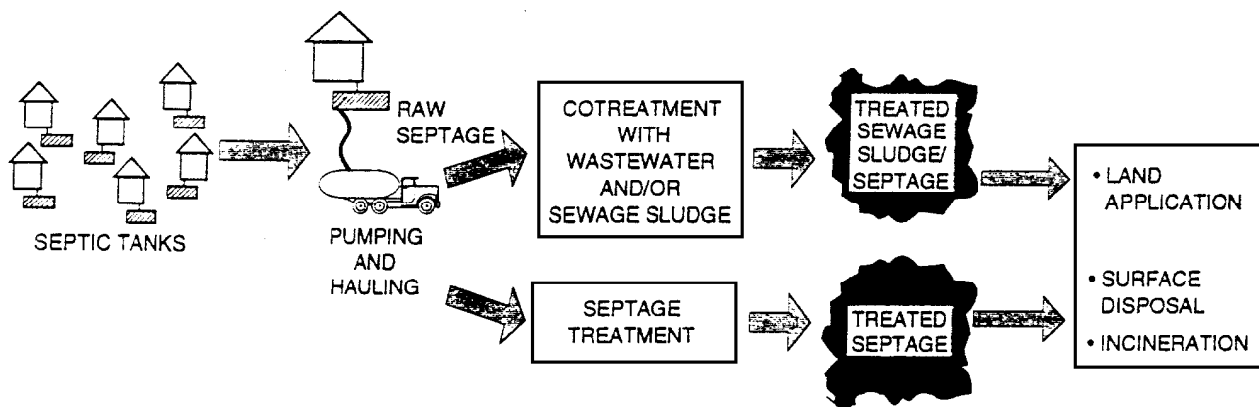 SEPTIC TANKS
RAW
SEPTAGE
PUMPING
AND
HAULING
COTREATMENT
WITH
WASTEWATER
AND/OR
SEWAGE SLUDGE
SEPTAGE
TREATMENT
TREATED
SEWAGE
SLUDGE/
SEPTAGE
TREATED
SEPTAGE
• LAND
APPLICATION
• SURFACE
DISPOSAL
• INCINERATION